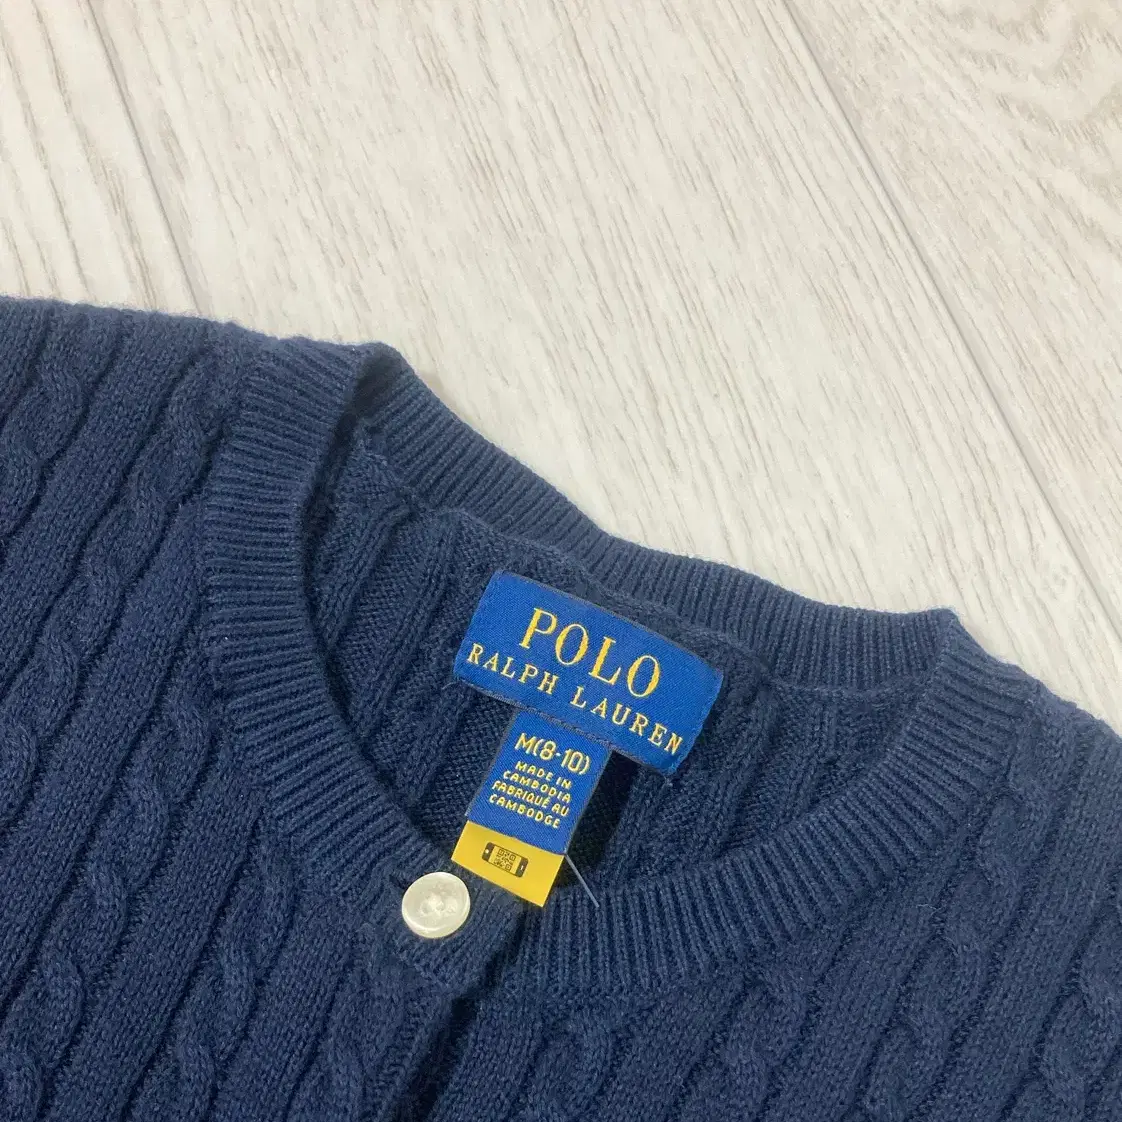 POLO
RALPH LAUREN
M(8-10)
MADE IN
CAMBODIA
FABRIQUÉ AU
CAMBODGE